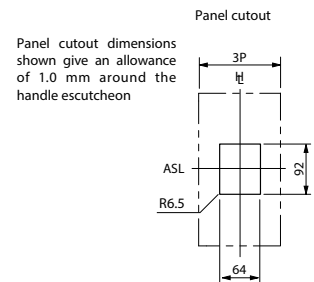 Panel cutout
Panel cutout dimensions
shown give an allowance
of 1.0 mm around the
handle escutcheon
3P
ASL
92
R6.5
64